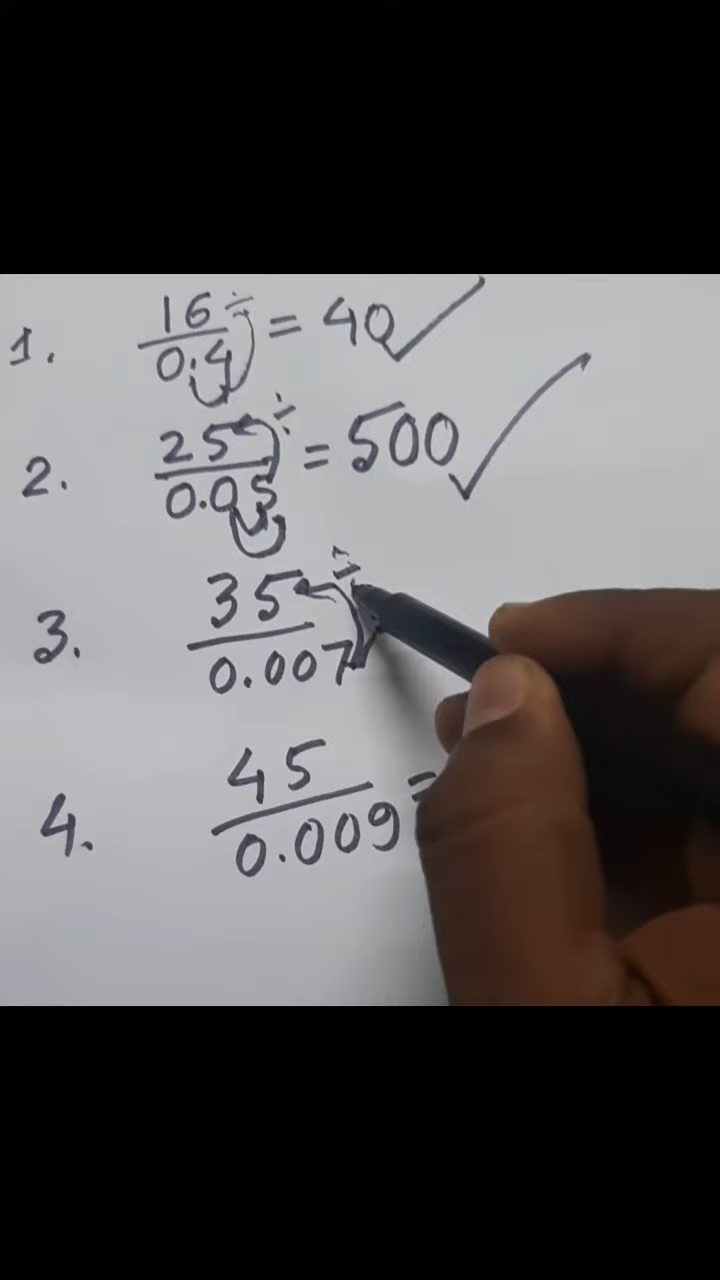 1. 16/0.4 ÷ = 40 ✓
2. 25/0.05 ÷ = 500 ✓
3. 35/0.007 ÷
4. 45/0.009 =